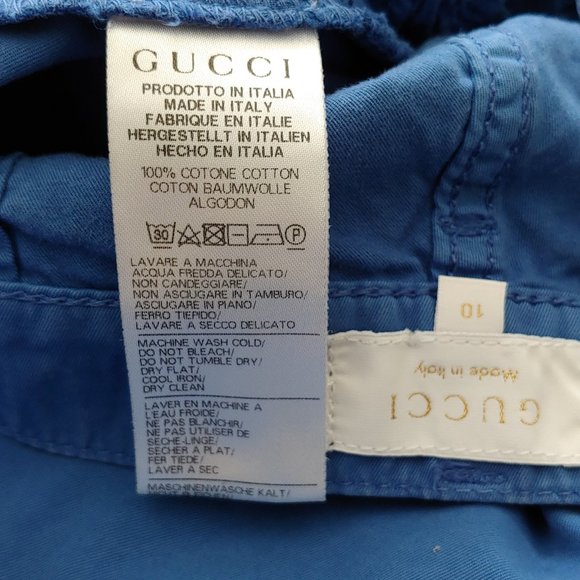 GUCCI
PRODOTTO IN ITALIA
MADE IN ITALY
FABRIQUE EN ITALIE
HERGESTELLT IN ITALIEN
HECHO EN ITALIA
100% COTONE COTTON
COTON BAUMWOLLE
ALGODON
30 P
LAVARE A MACCHINA
ACQUA FREDDA DELICATO/
NON CANDEGGIARE/
NON ASCIUGARE IN TAMBURO/
ASCIUGARE IN PIANO/
FERRO TIEPIDO/
LAVARE A SECCO DELICATO
MACHINE WASH COLD/
DO NOT BLEACH/
DO NOT TUMBLE DRY/
DRY FLAT/
COOL IRON/
DRY CLEAN
LAVER EN MACHINE A
L'EAU FROIDE/
NE PAS BLANCHIR/
NE PAS UTILISER DE
SECHE-LINGE/
SECHER A PLAT/
FER TIEDE/
LAVER A SEC
MASCHINENWASCHE KALT/
10
GUCCI
Made in Italy